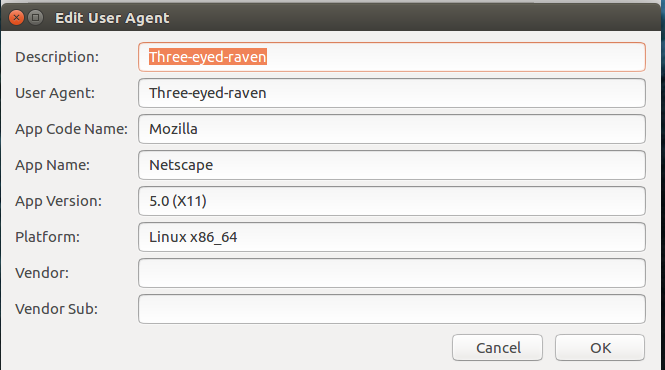 Edit User Agent
Description: Three-eyed-raven
User Agent: Three-eyed-raven
App Code Name: Mozilla
App Name: Netscape
App Version: 5.0 (X11)
Platform: Linux x86_64
Vendor:
Vendor Sub:
Cancel OK